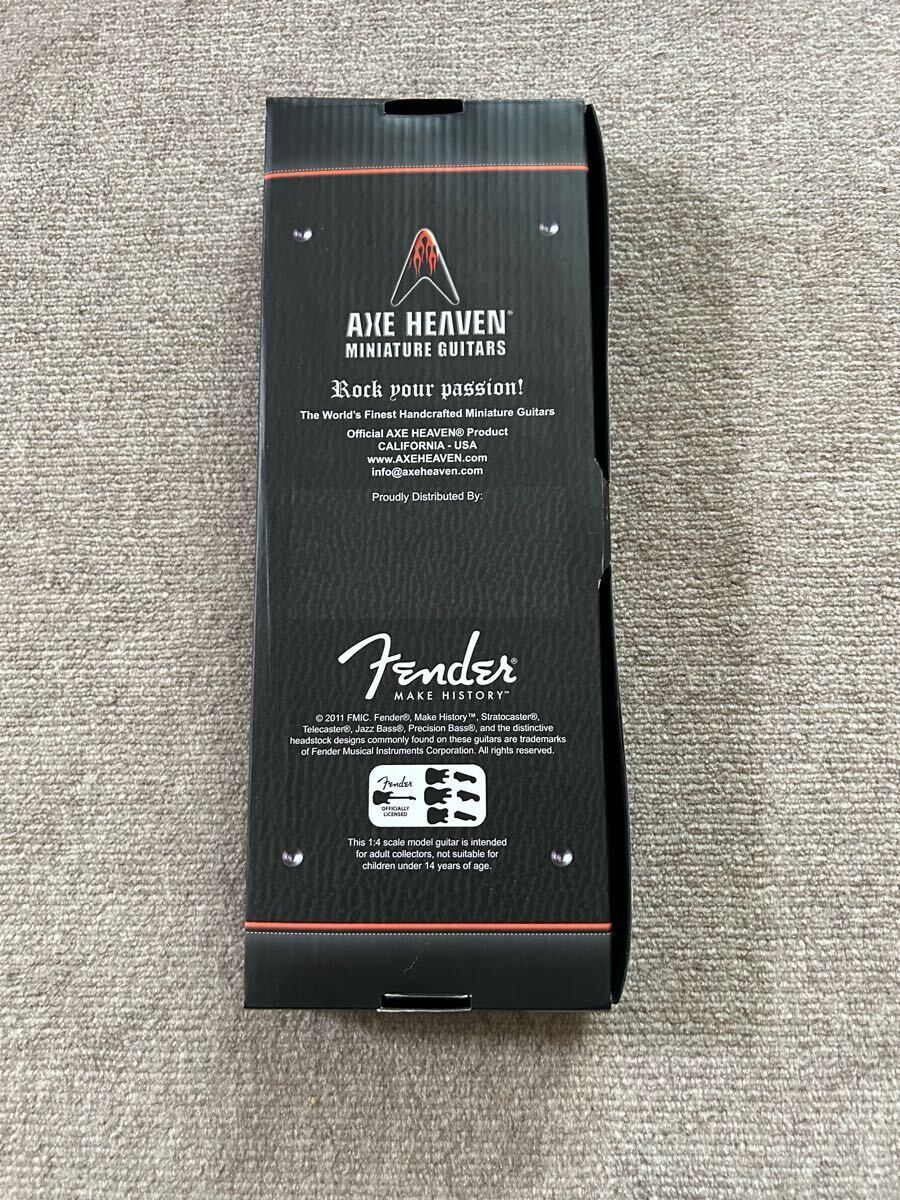 AXE HEAVEN®
MINIATURE GUITARS
Rock your passion!
The World's Finest Handcrafted Miniature Guitars
Official AXE HEAVEN® Product
CALIFORNIA - USA
www.AXEHEAVEN.com
info@axeheaven.com
Proudly Distributed By:
Fender®
MAKE HISTORY™
© 2011 FMIC. Fender®, Make History™, Stratocaster®,
Telecaster®, Jazz Bass®, Precision Bass®, and the distinctive
headstock designs commonly found on these guitars are trademarks
of Fender Musical Instruments Corporation. All rights reserved.
Fender
OFFICIALLY
LICENSED
This 1:4 scale model guitar is intended
for adult collectors, not suitable for
children under 14 years of age.